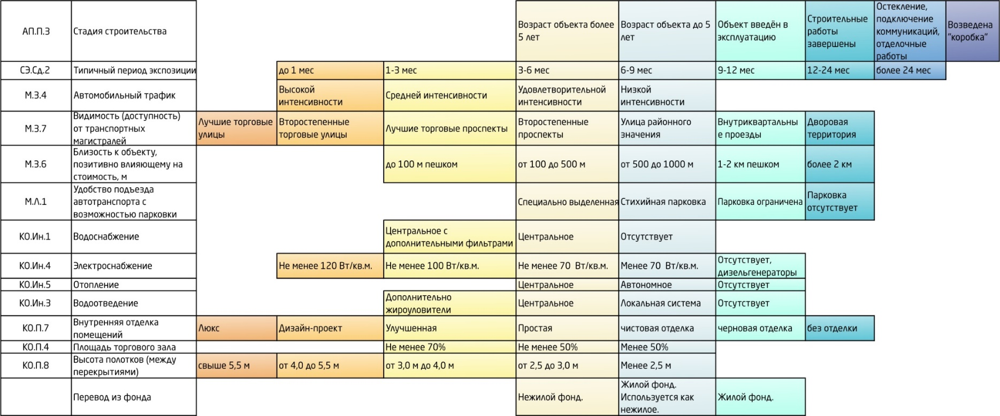 АП.П.3
Стадия строительства
Возраст объекта более
5 лет
Возраст объекта до 5
лет
Объект введён в
эксплуатацию
Строительные
работы
завершены
Остекление,
подключение
коммуникаций,
отделочные
работы
Возведена
"коробка"
СЭ.Сд.2
Типичный период экспозиции
до 1 мес
1-3 мес
3-6 мес
6-9 мес
9-12 мес
12-24 мес
более 24 мес
М.З.4
Автомобильный трафик
Высокой
интенсивности
Средней интенсивности
Удовлетворительной
интенсивности
Низкой
интенсивности
М.З.7
Видимость (доступность)
от транспортных
магистралей
Лучшие торговые
улицы
Второстепенные
торговые улицы
Лучшие торговые проспекты
Второстепенные
проспекты
Улица районного
значения
Внутриквартальны
е проезды
Дворовая
территория
М.З.6
Близость к объекту,
позитивно влияющему на
стоимость, м
до 100 м пешком
от 100 до 500 м
от 500 до 1000 м
1-2 км пешком
более 2 км
М.Л.1
Удобство подъезда
автотранспорта с
возможностью парковки
Специально выделенная
Стихийная парковка
Парковка ограничена
Парковка
отсутствует
КО.Ин.1
Водоснабжение
Центральное с
дополнительными фильтрами
Центральное
Отсутствует
КО.Ин.4
Электроснабжение
Не менее 120 Вт/кв.м.
Не менее 100 Вт/кв.м.
Не менее 70 Вт/кв.м.
Менее 70 Вт/кв.м.
Отсутствует,
дизельгенераторы
КО.Ин.5
Отопление
Центральное
Автономное
Отсутствует
КО.Ин.3
Водоотведение
Дополнительно
жироуловители
Центральное
Локальная система
Отсутствует
КО.П.7
Внутренняя отделка
помещений
Люкс
Дизайн-проект
Улучшенная
Простая
чистовая отделка
черновая отделка
без отделки
КО.П.4
Площадь торгового зала
Не менее 70%
Не менее 50%
Менее 50%
КО.П.8
Высота полотков (между
перекрытиями)
свыше 5,5 м
от 4,0 до 5,5 м
от 3,0 м до 4,0 м
от 2,5 до 3,0 м
Менее 2,5 м
Перевод из фонда
Нежилой фонд.
Жилой фонд.
Используется как
нежилое.
Жилой фонд.